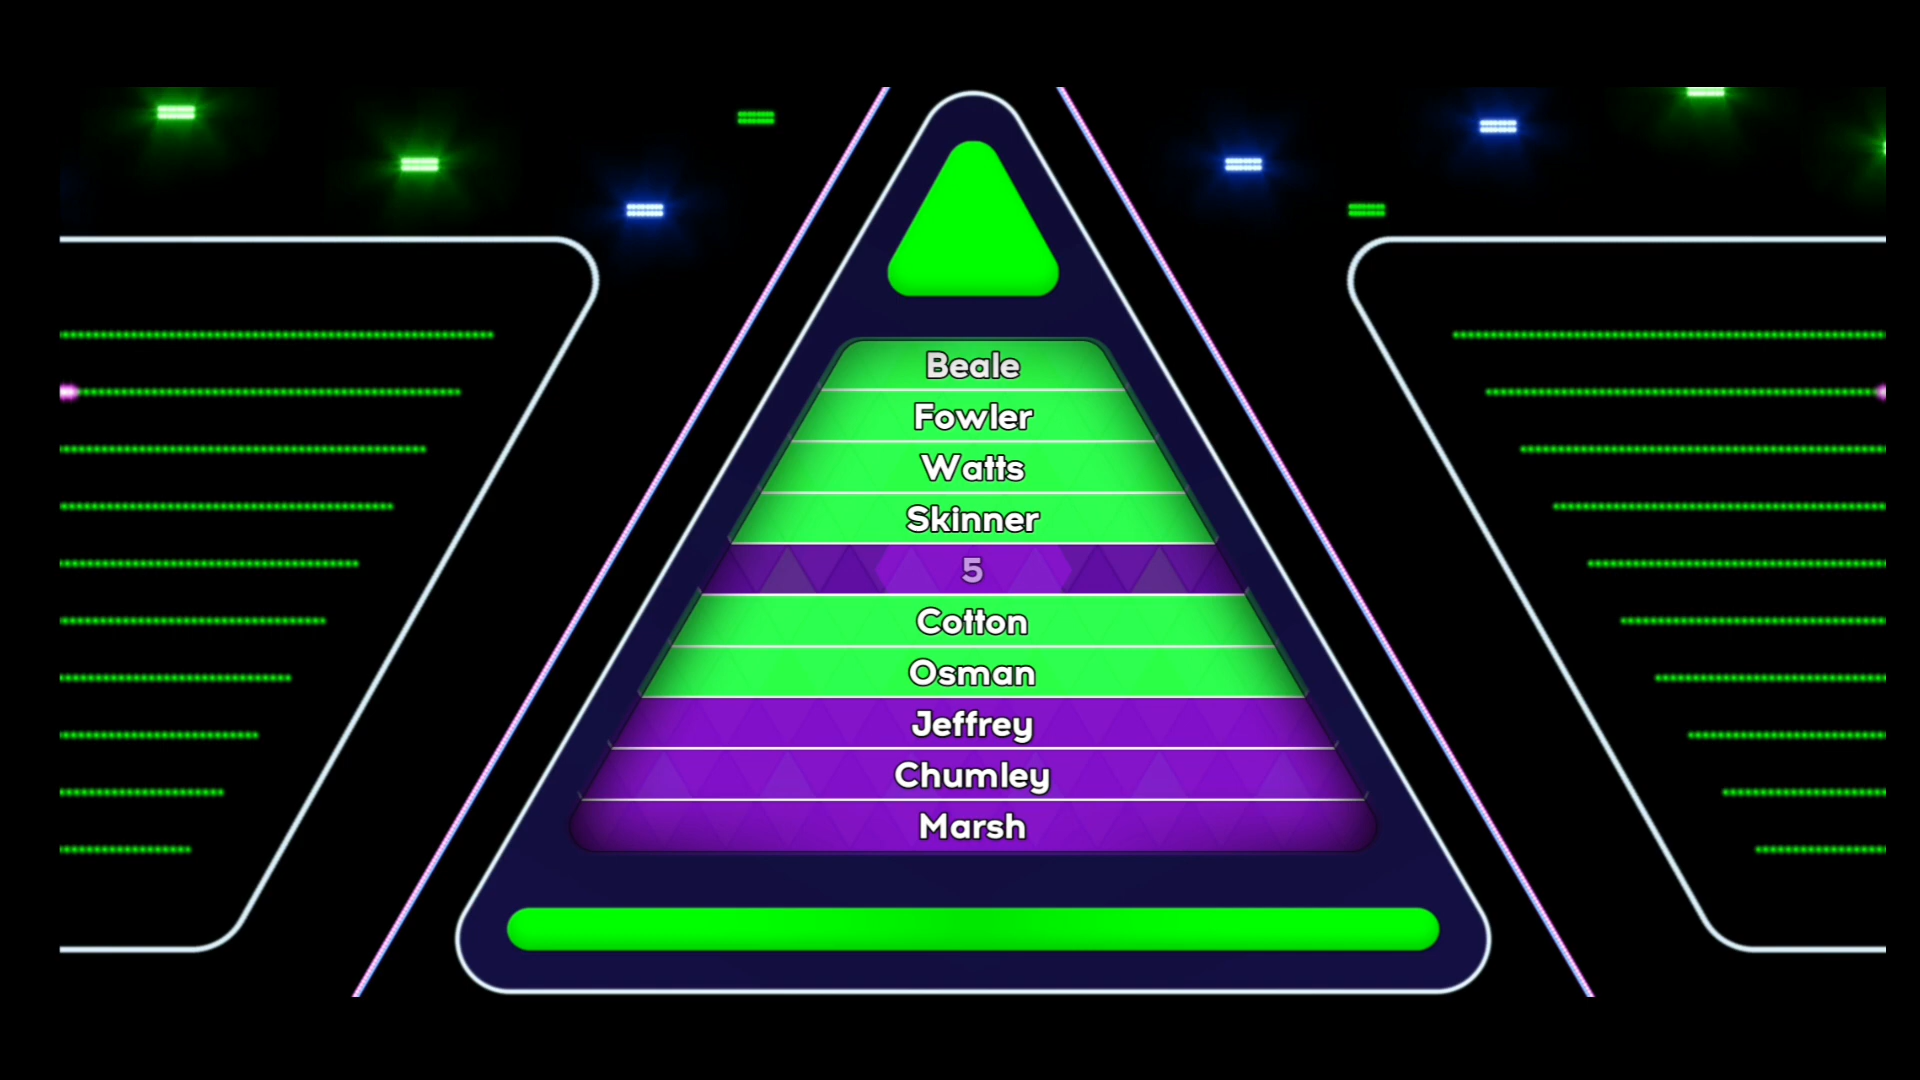 Beale
Fowler
Watts
Skinner
5
Cotton
Osman
Jeffrey
Chumley
Marsh